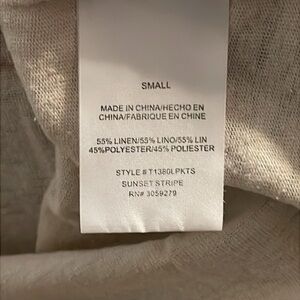 SMALL
MADE IN CHINA/HECHO EN
CHINA/FABRIQUE EN CHINE
55% LINEN/55% LINO/55% LIN
45%POLYESTER/45% POLIESTER
STYLE # T1380LPKTS
SUNSET STRIPE
RN# 3059279